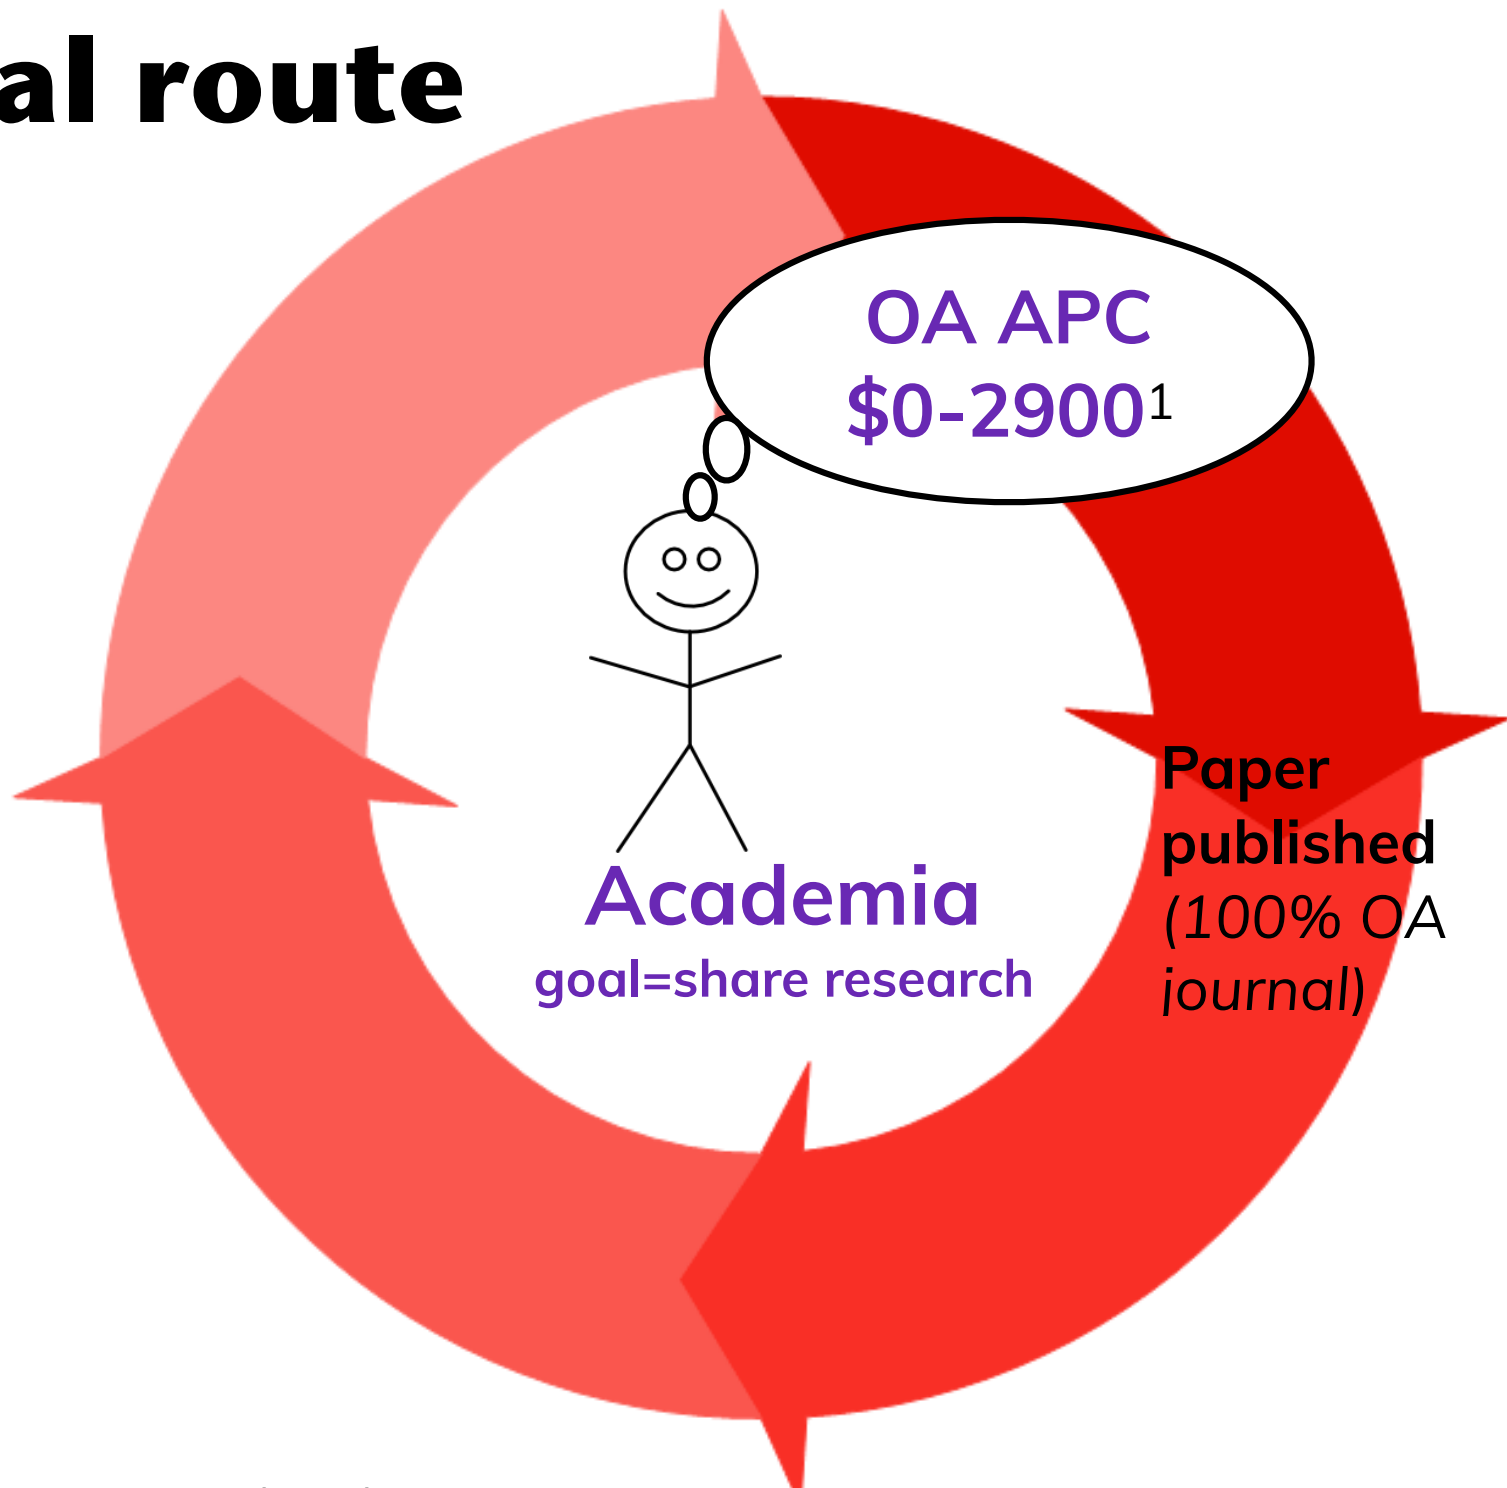 al route
OA APC
$0-2900¹
Paper
published
(100% OA
journal)
Academia
goal=share research